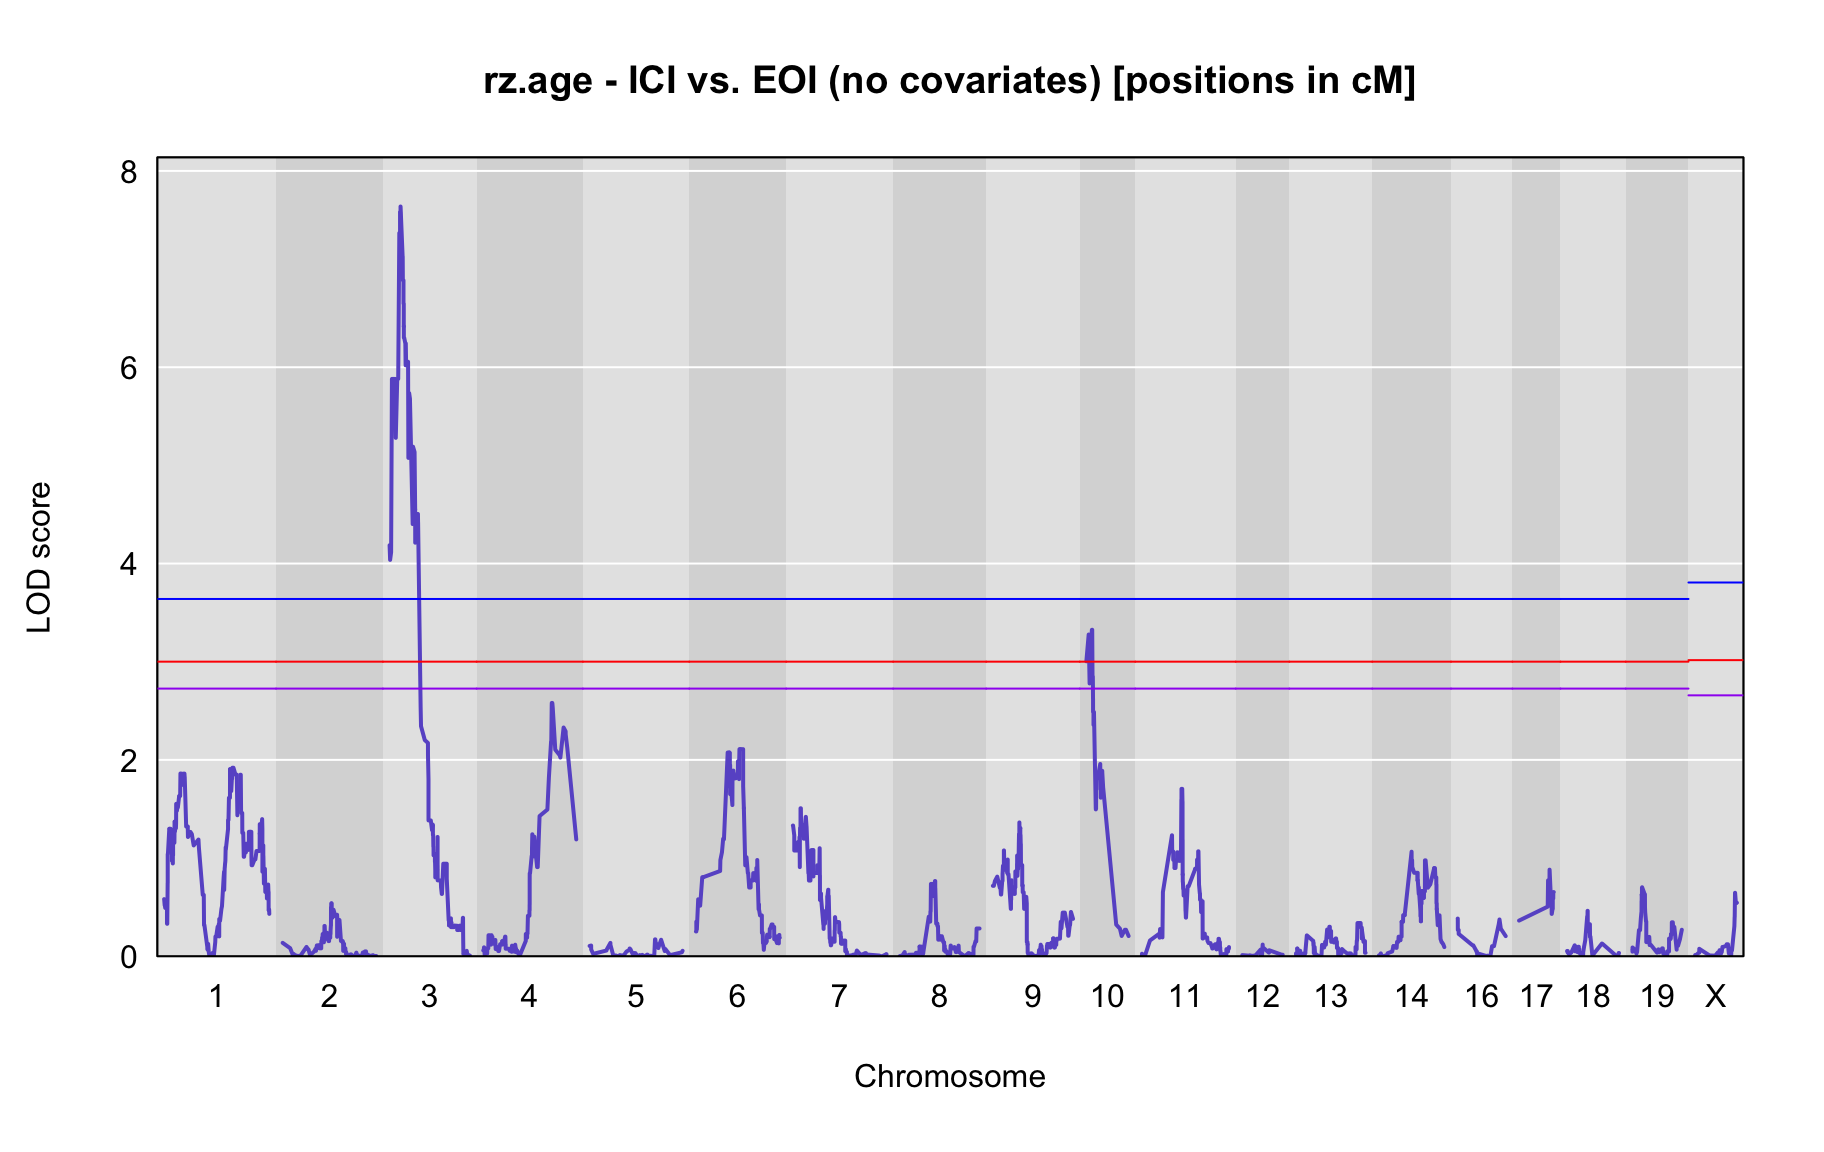 rz.age - ICI vs. EOI (no covariates) [positions in cM]
8
6
4
2
0
LOD score
1 2 3 4 5 6 7 8 9 10 11 12 13 14 16 17 18 19 X
Chromosome